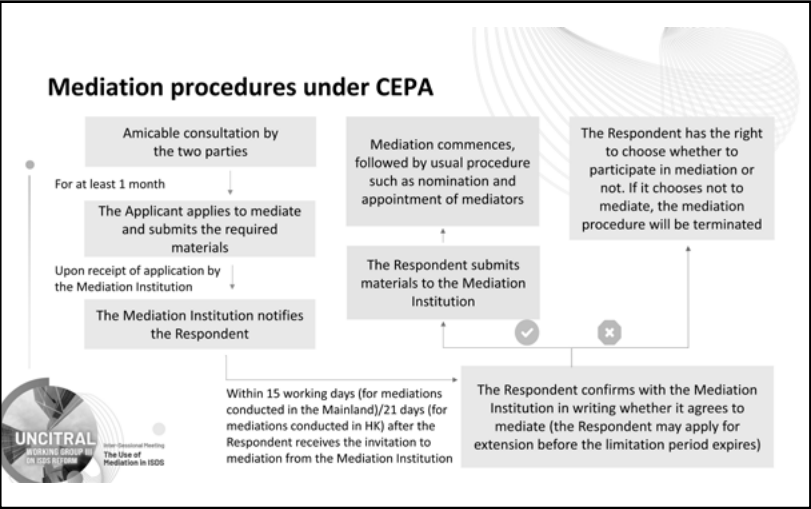 Mediation procedures under CEPA
Amicable consultation by
the two parties
For at least 1 month
The Applicant applies to mediate
and submits the required
materials
Upon receipt of application by
the Mediation Institution
The Mediation Institution notifies
the Respondent
Within 15 working days (for mediations
conducted in the Mainland)/21 days (for
mediations conducted in HK) after the
Respondent receives the invitation to
mediation from the Mediation Institution
The Respondent confirms with the Mediation
Institution in writing whether it agrees to
mediate (the Respondent may apply for
extension before the limitation period expires)
The Respondent submits
materials to the Mediation
Institution
Mediation commences,
followed by usual procedure
such as nomination and
appointment of mediators
The Respondent has the right
to choose whether to
participate in mediation or
not. If it chooses not to
mediate, the mediation
procedure will be terminated
UNCITRAL
WORKING GROUP III
ON ISDS REFORM
Inter-Sessional Meeting
The Use of
Mediation in ISDS